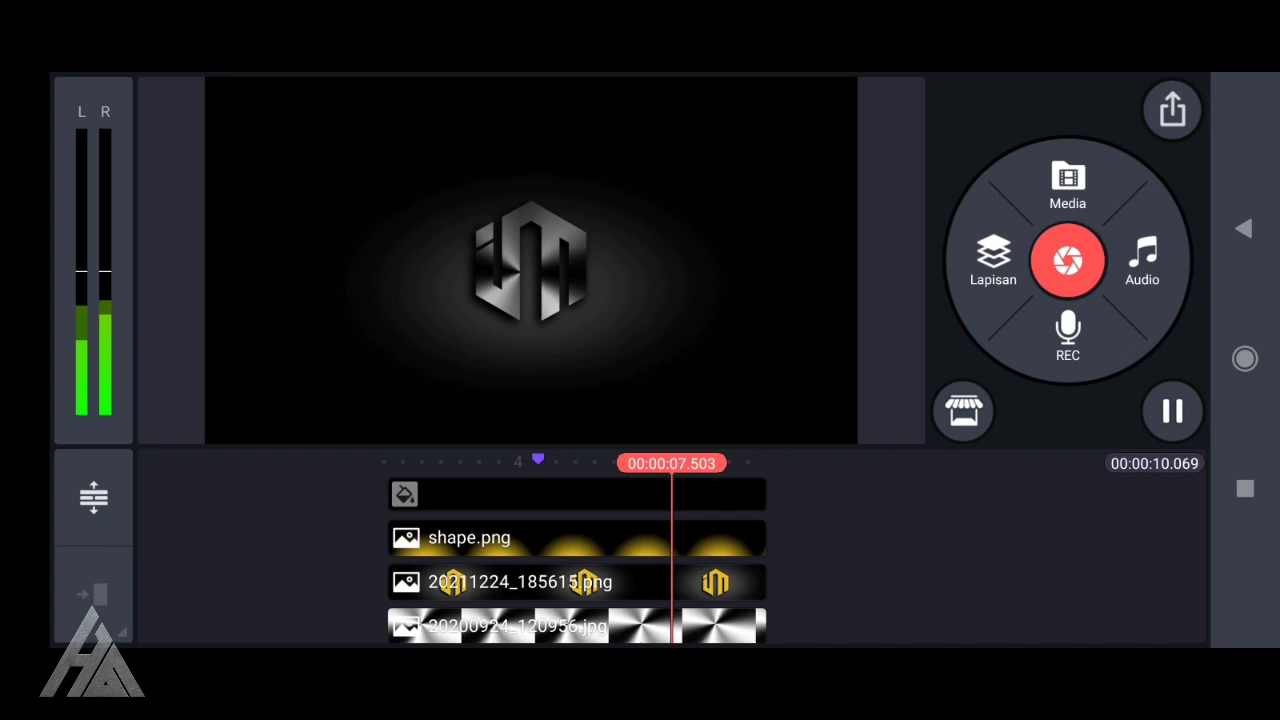 L R
Media
Lapisan
Audio
REC
4
00:00:07.503
00:00:10.069
shape.png
20211224_185615.png
20200924_120956.jpg